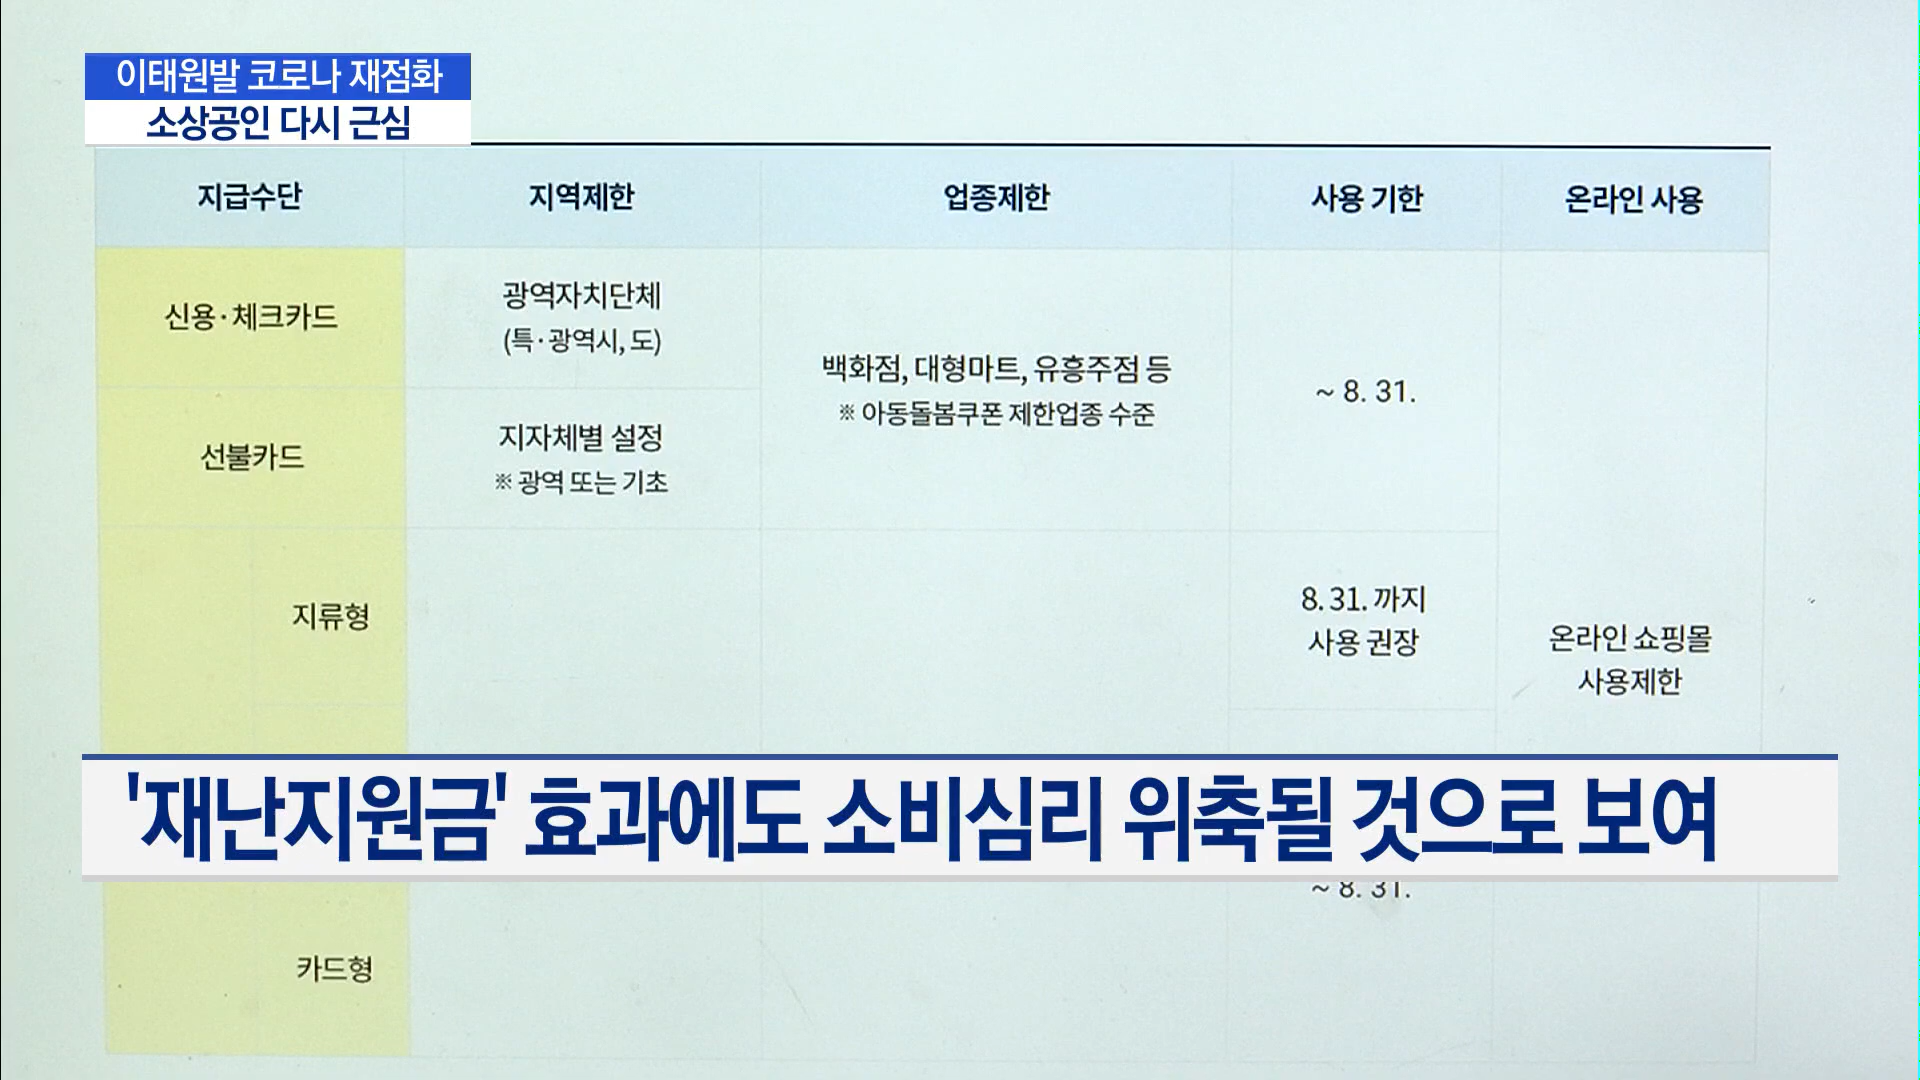 이태원발 코로나 재점화
소상공인 다시 근심
지급수단 지역제한 업종제한 사용 기한 온라인 사용
신용·체크카드
광역자치단체
(특·광역시, 도)
백화점, 대형마트, 유흥주점 등
※ 아동돌봄쿠폰 제한업종 수준
~ 8. 31.
선불카드
지자체별 설정
※ 광역 또는 기초
지류형
8. 31. 까지
사용 권장
온라인 쇼핑몰
사용제한
'재난지원금' 효과에도 소비심리 위축될 것으로 보여
~ 8. 31.
카드형